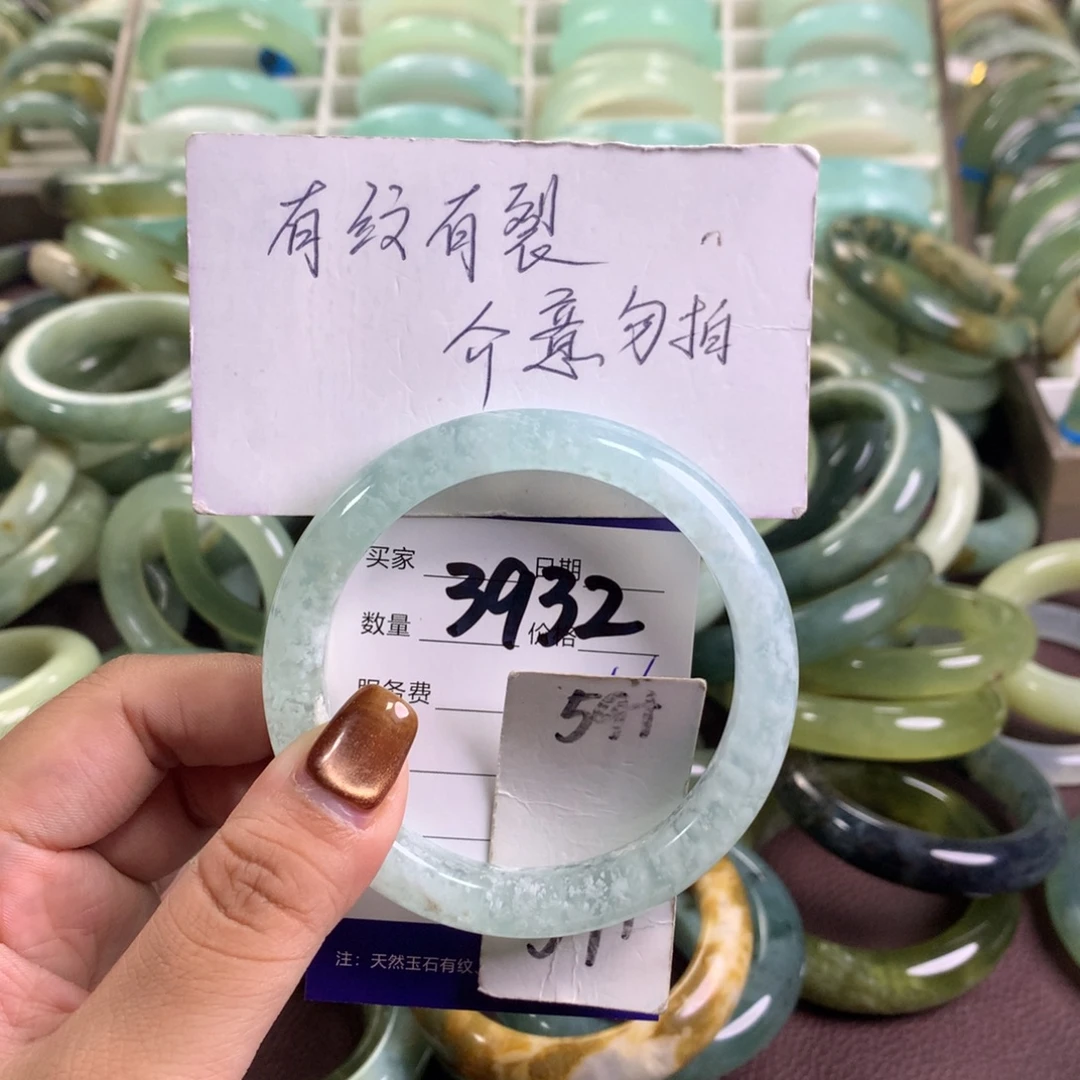 有纹有裂
介意勿拍
买家 日期
3932
数量 价格
服务费
注：天然玉石有纹、